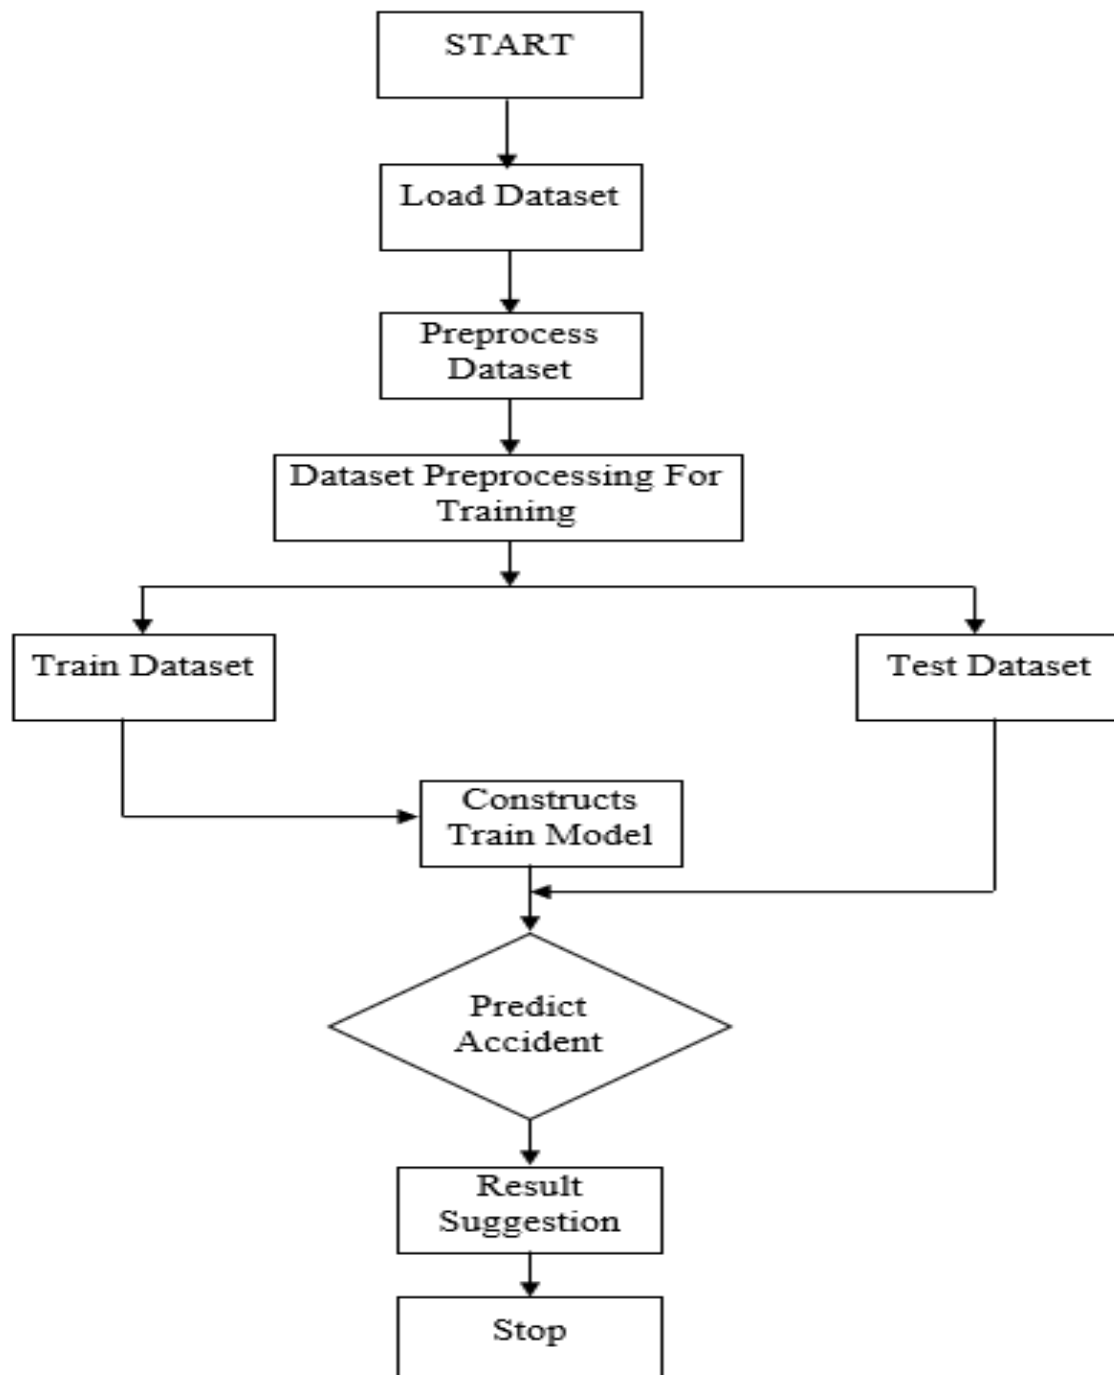 START
Load Dataset
Preprocess
Dataset
Dataset Preprocessing For
Training
Train Dataset
Test Dataset
Constructs
Train Model
Predict
Accident
Result
Suggestion
Stop